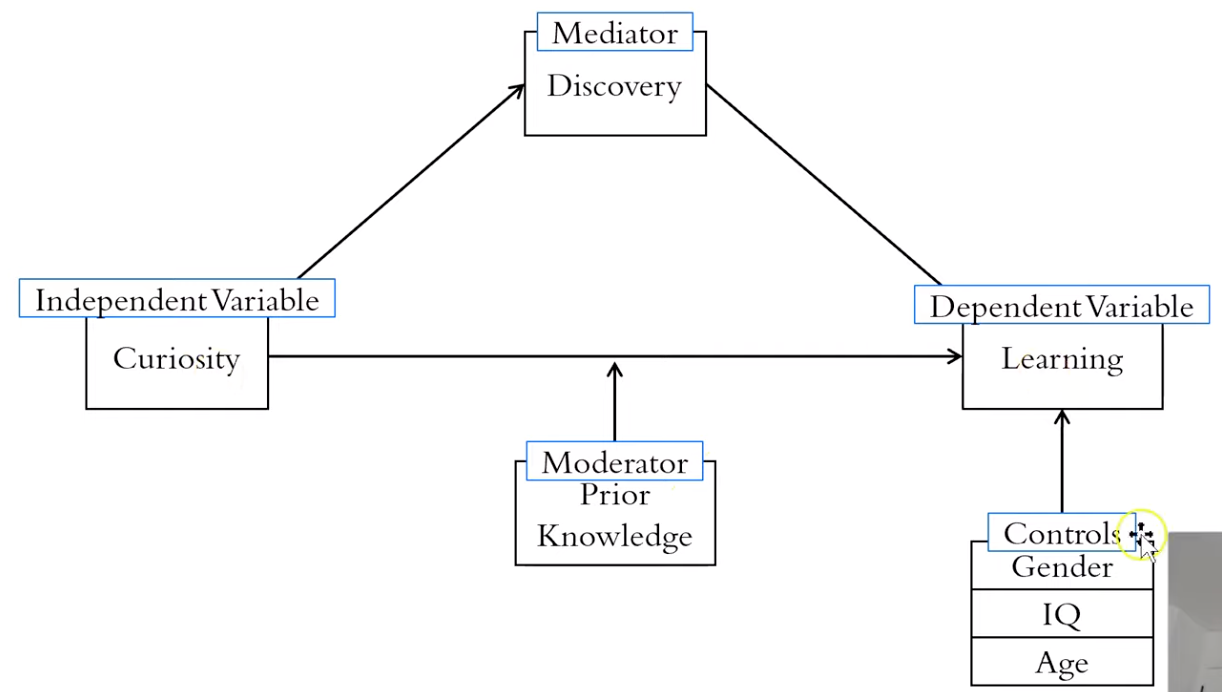 Mediator
Discovery
Independent Variable
Curiosity
Dependent Variable
Learning
Moderator
Prior
Knowledge
Controls
Gender
IQ
Age